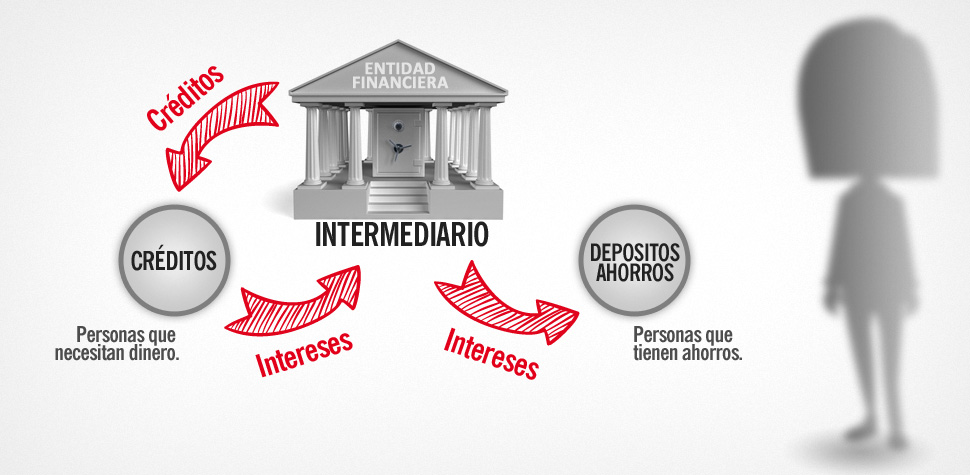 ENTIDAD
FINANCIERA
Créditos
INTERMEDIARIO
CRÉDITOS
DEPOSITOS
AHORROS
Personas que
necesitan dinero.
Intereses
Intereses
Personas que
tienen ahorros.